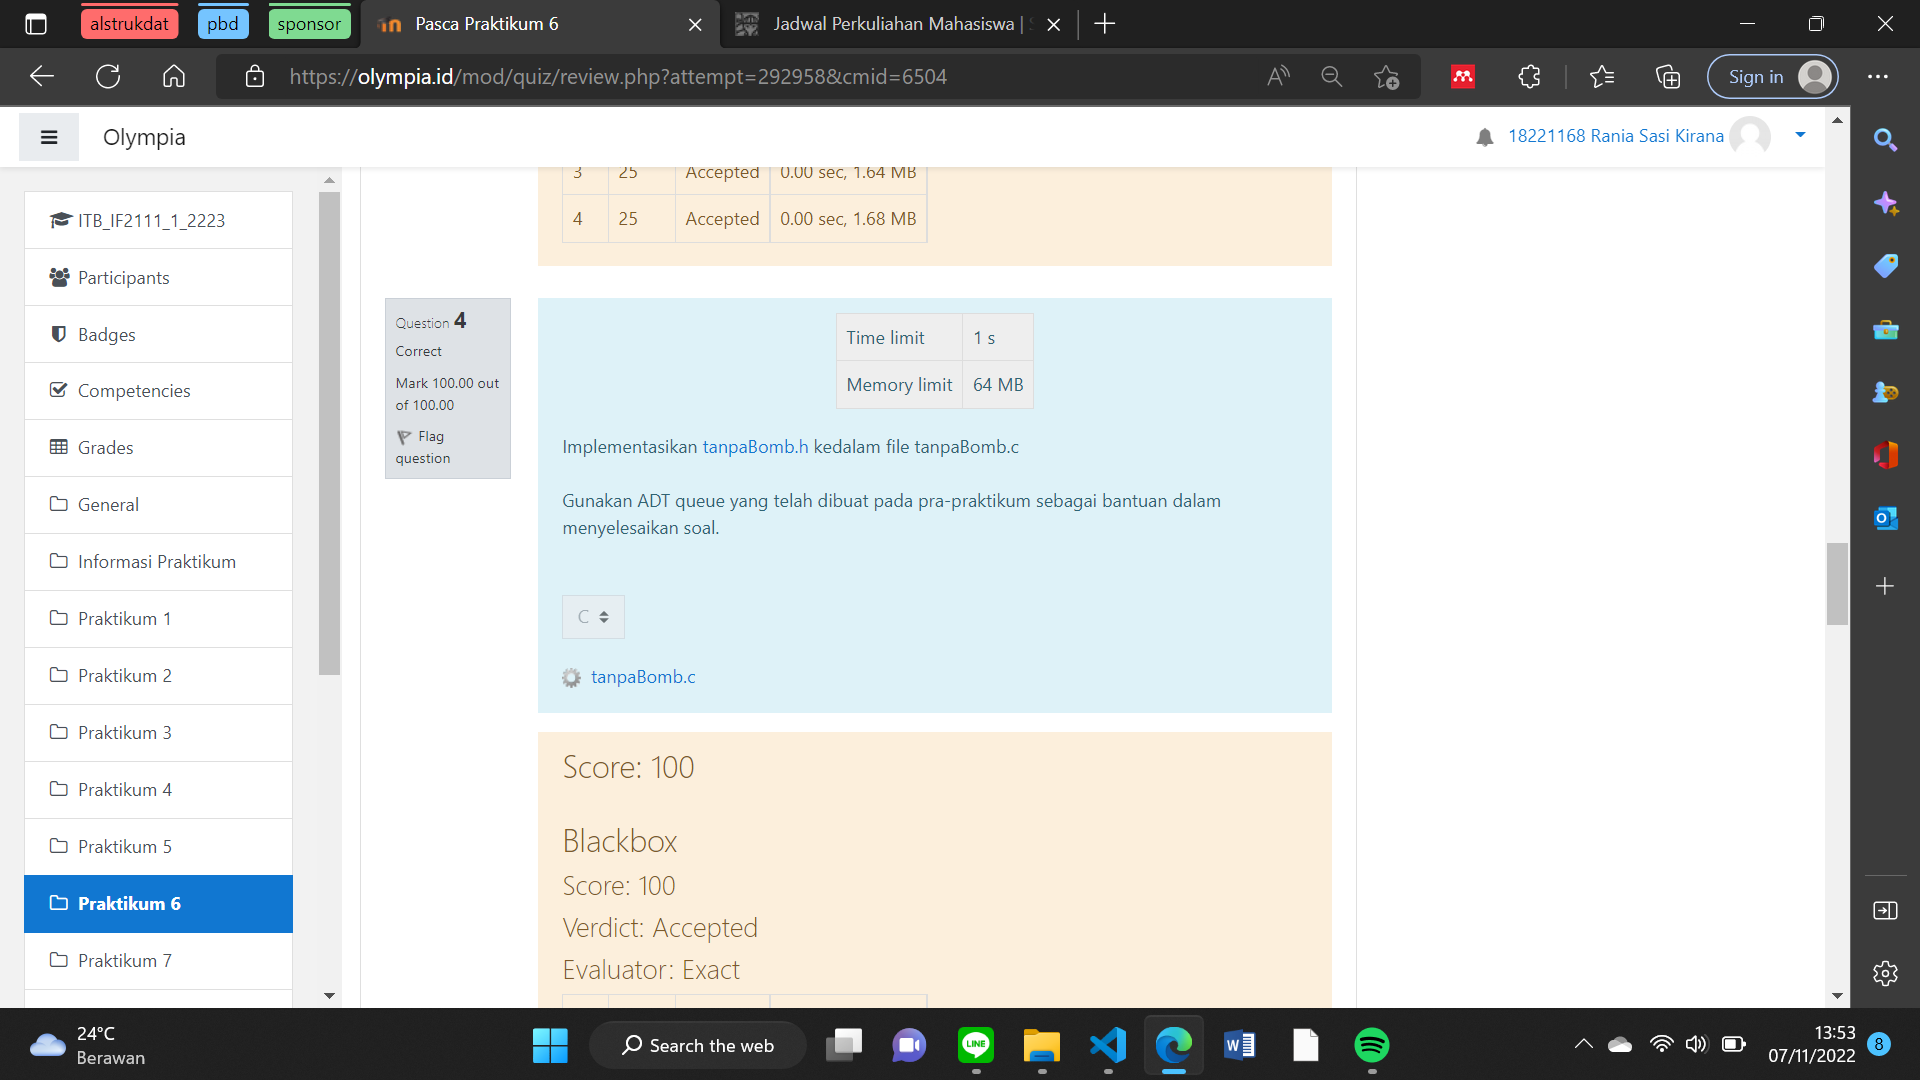 alstrukdat
pbd
sponsor
Pasca Praktikum 6
Jadwal Perkuliahan Mahasiswa |
https://olympia.id/mod/quiz/review.php?attempt=292958&cmid=6504
Sign in
Olympia
18221168 Rania Sasi Kirana
ITB_IF2111_1_2223
Participants
Badges
Competencies
Grades
General
Informasi Praktikum
Praktikum 1
Praktikum 2
Praktikum 3
Praktikum 4
Praktikum 5
Praktikum 6
Praktikum 7
3 25 Accepted 0.00 sec, 1.64 MB
4 25 Accepted 0.00 sec, 1.68 MB
Question 4
Correct
Mark 100.00 out
of 100.00
Flag
question
Time limit 1 s
Memory limit 64 MB
Implementasikan tanpaBomb.h kedalam file tanpaBomb.c
Gunakan ADT queue yang telah dibuat pada pra-praktikum sebagai bantuan dalam
menyelesaikan soal.
C
tanpaBomb.c
Score: 100
Blackbox
Score: 100
Verdict: Accepted
Evaluator: Exact
24°C
Berawan
Search the web
LINE
13:53
07/11/2022
8